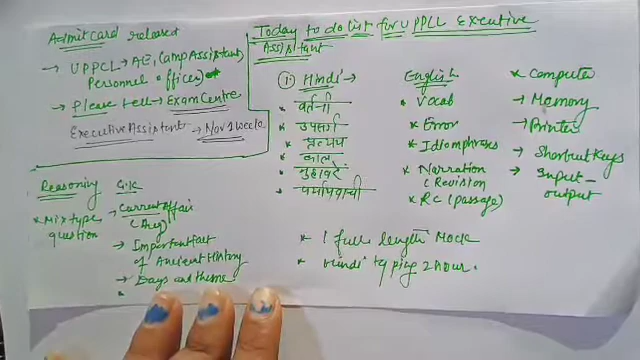 Admit card released
→ UPPCL → AE, Camp Assistant
Personnel officer
→ Please tell → Exam Centre
Executive Assistant → Nov 1 week
Today to do list for UPPCL Exective
Assistant
① Hindi →
* वर्तनी
* उपसर्ग
* प्रत्यय
* काल
* मुहावरे
* पर्यायवाची
English
* Vocab
* Error
* Idiom phrases
* Narration
(Revision
* RC (passage)
* Computer
→ Memory
→ Printer
→ Shortcut Keys
→ Input-
output
Reasoning
* Mix type
question
G.K
→ Current Affair
(Aug)
→ Important fact
of Ancient History
→ Days and theme
* 1 full length Mock
* Hindi typing 2 hour.